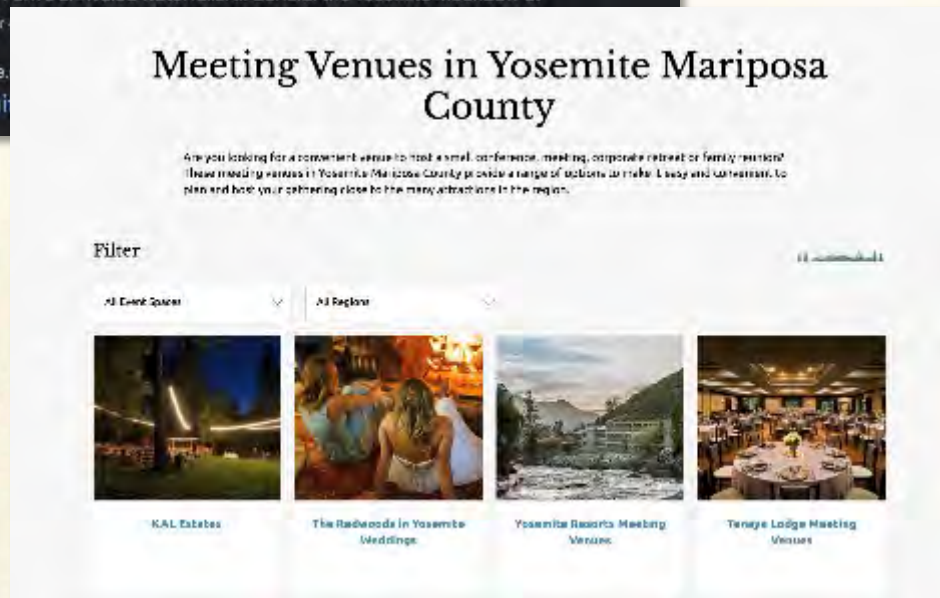 Meeting Venues in Yosemite Mariposa
County
Are you looking for a convenient venue to host a small conference, meeting, corporate retreat or family reunion?
These meeting venues in Yosemite Mariposa County provide a range of options to make it easy and convenient to
plan and host your gathering close to the many attractions in the region.
Filter
All Event Spaces
All Regions
KAL Estates
The Redwoods in Yosemite
Weddings
Yosemite Resorts Meeting
Venues
Tenaya Lodge Meeting
Venues